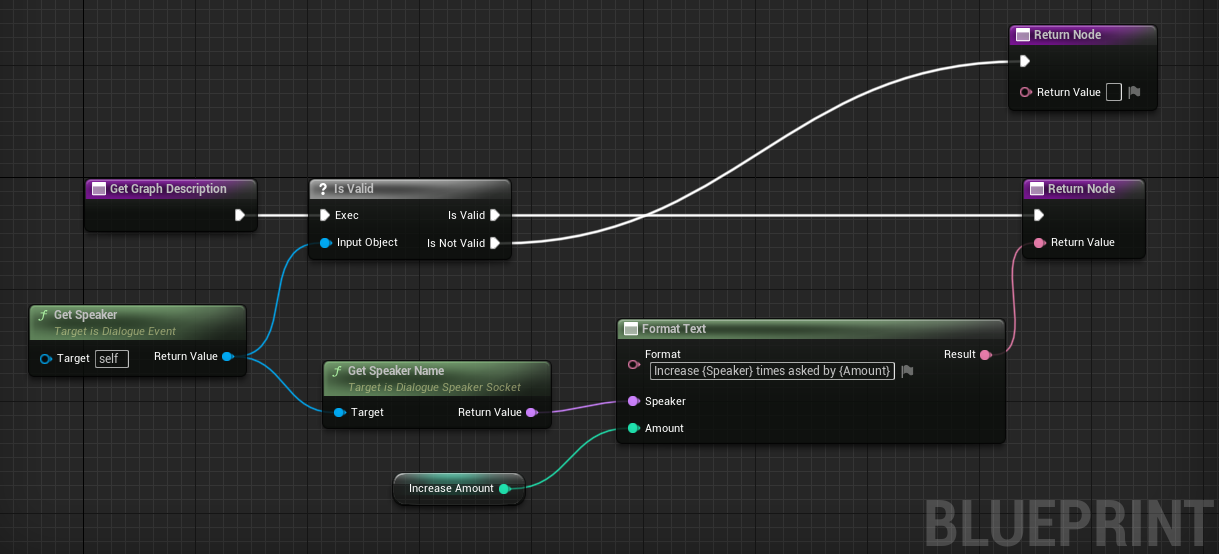 Return Node
Return Value
Get Graph Description
? Is Valid
Exec
Is Valid
Input Object
Is Not Valid
Return Node
Return Value
f Get Speaker
Target is Dialogue Event
Target self
Return Value
f Get Speaker Name
Target is Dialogue Speaker Socket
Target
Return Value
Format Text
Format
Increase {Speaker} times asked by {Amount}
Result
Speaker
Amount
Increase Amount
BLUEPRINT